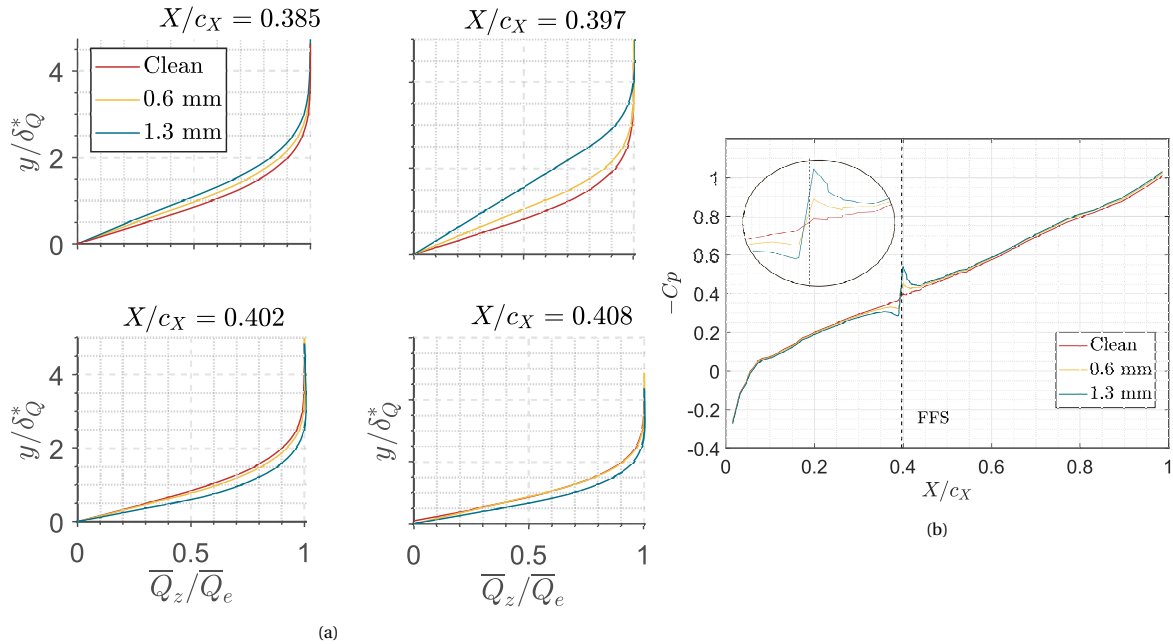 X/c_X = 0.385
X/c_X = 0.397
Clean
0.6 mm
1.3 mm
4
2
0
y/δ*_Q
X/c_X = 0.402
X/c_X = 0.408
4
2
0
y/δ*_Q
y/δ*_Q
0 0.5 1
0 0.5 1
Q̅_z/Q̅_e
Q̅_z/Q̅_e
(a)
1
0.8
0.6
0.4
0.2
0
-0.2
-0.4
−Cp
Clean
0.6 mm
1.3 mm
FFS
0 0.2 0.4 0.6 0.8 1
X/c_X
(b)